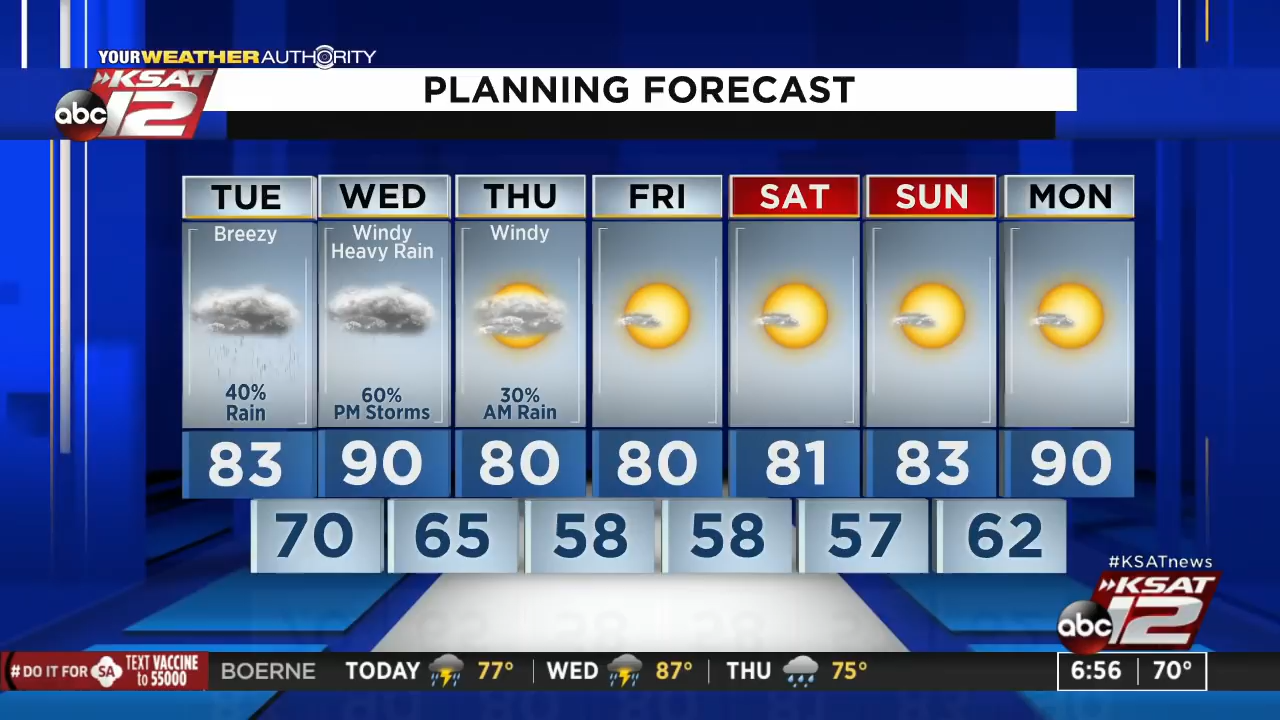 YOURWEATHERAUTHORITY
KSAT
abc 12
PLANNING FORECAST
TUE WED THU FRI SAT SUN MON
Breezy Windy Windy
Heavy Rain
40% 60% 30%
Rain PM Storms AM Rain
83 90 80 80 81 83 90
70 65 58 58 57 62
#KSATnews
KSAT
abc 12
#DO IT FOR SA TEXT VACCINE to 55000
BOERNE TODAY 77° WED 87° THU 75°
6:56 70°